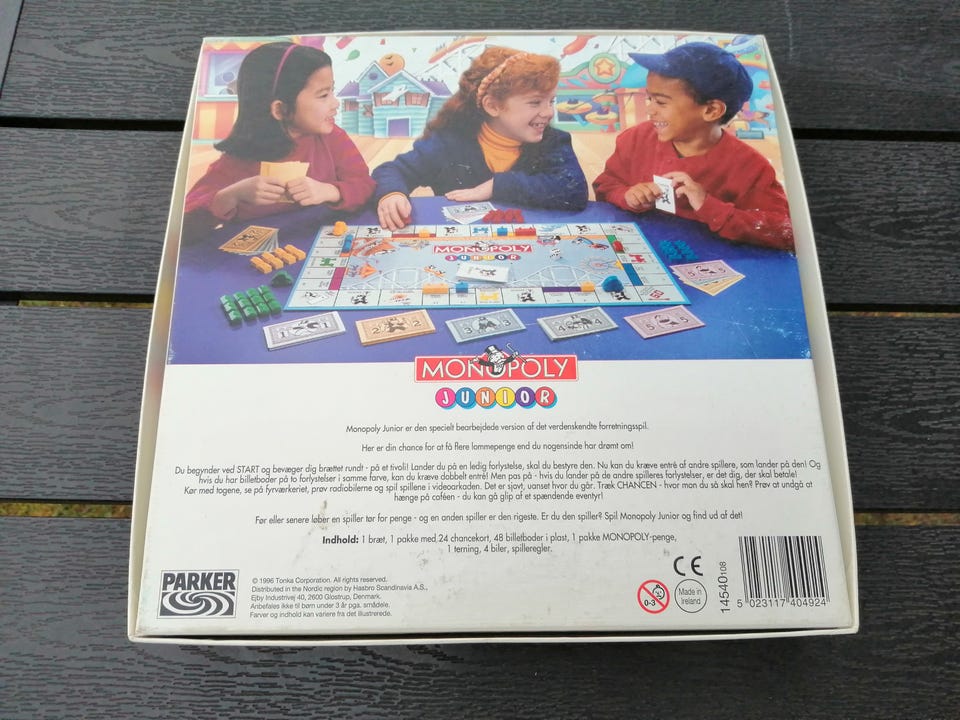 MONOPOLY
JUNIOR
1 1
2 2
3 3
4 4
5 5
MONOPOLY
JUNIOR
Monopoly Junior er den specielt bearbejdede version af det verdenskendte forretningsspil.
Her er din chance for at få flere lommepenge end du nogensinde har drømt om!
Du begynder ved START og bevæger dig brættet rundt - på et tivoli! Lander du på en ledig forlystelse, skal du bestyre den. Nu kan du kræve entré af andre spillere, som lander på den! Og
hvis du har billetboder på to forlystelser i samme farve, kan du kræve dobbelt entré! Men pas på - hvis du lander på de andre spilleres forlystelser, er det dig, der skal betale!
Kør med togene, se på fyrværkeriet, prøv radiobilerne og spil spillene i videoarkaden. Det er sjovt, uanset hvor du går. Træk CHANCEN - hvor mon du så skal hen? Prøv at undgå at
hænge på caféen - du kan gå glip af et spændende eventyr!
Før eller senere løber en spiller tør for penge - og en anden spiller er den rigeste. Er du den spiller? Spil Monopoly Junior og find ud af det!
Indhold: 1 bræt, 1 pakke med 24 chancekort, 48 billetboder i plast, 1 pakke MONOPOLY-penge,
1 terning, 4 biler, spilleregler.
PARKER
© 1996 Tonka Corporation. All rights reserved.
Distributed in the Nordic region by Hasbro Scandinavia A.S.,
Ejby Industrivej 40, 2600 Glostrup, Denmark.
Anbefales ikke til børn under 3 år pga. smådele.
Farver og indhold kan variere fra det illustrerede.
0-3
CE
Made in
Ireland
14540108
5 023117 404924